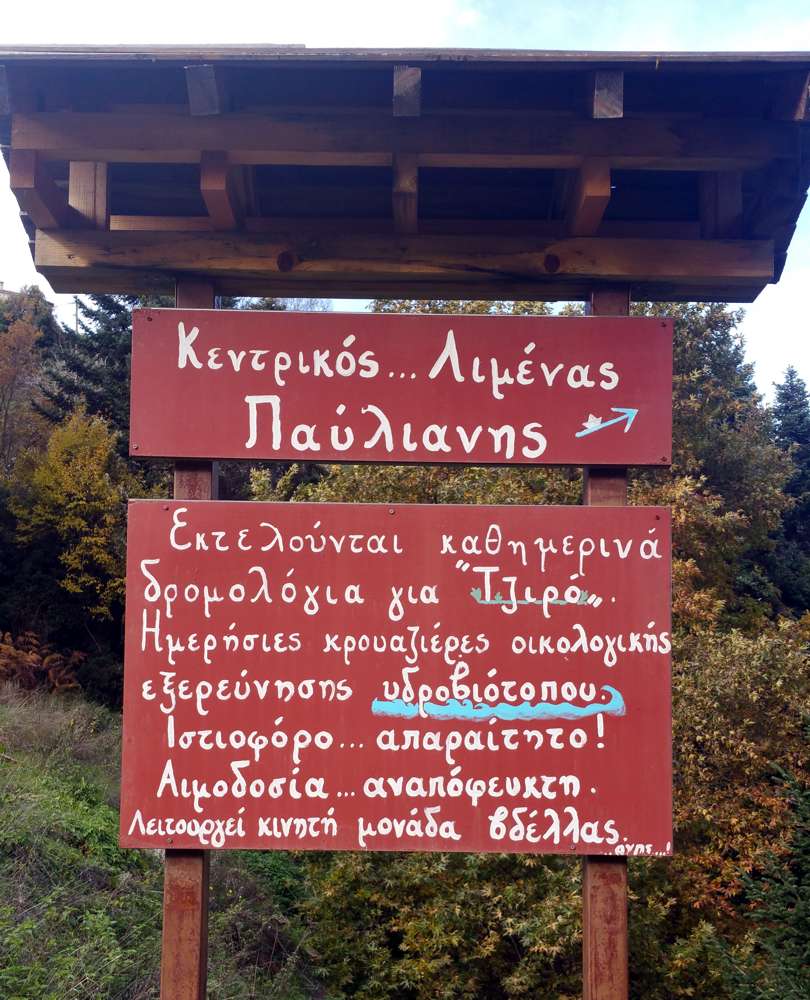 Κεντρικός... Λιμένας
Παύλιανης
Εκτελούνται καθημερινά
δρομολόγια για "Τζιρό".
Ημερήσιες κρουαζιέρες οικολογικής
εξερεύνησης υδροβιότοπου.
Ιστιοφόρο... απαραίτητο!
Αιμοδοσία... αναπόφευκτη.
Λειτουργεί κινητή μονάδα βδέλλας.